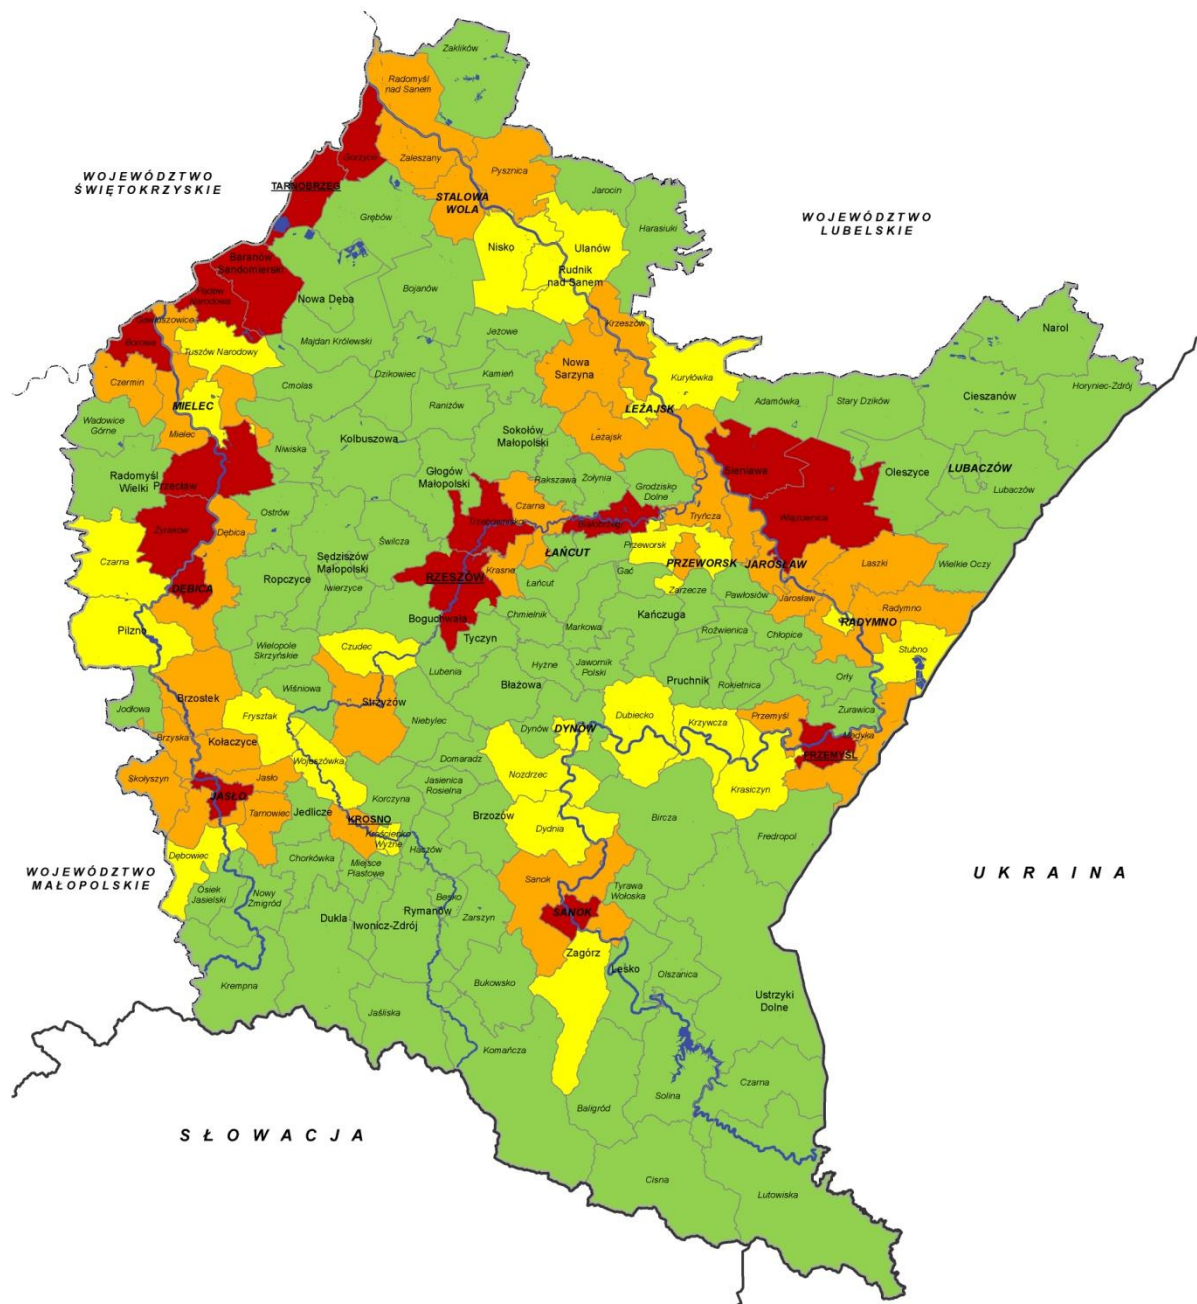 Zaklików
Radomyśl
nad Sanem
WOJEWÓDZTWO
ŚWIĘTOKRZYSKIE
Gorzyce
Zaleszany
Pysznica
TARNOBRZEG
STALOWA
WOLA
Jarocin
Grębów
Harasiuki
WOJEWÓDZTWO
LUBELSKIE
Nisko
Ulanów
Baranów
Sandomierski
Rudnik
nad Sanem
Padew
Narodowa
Nowa Dęba
Bojanów
Gawłuszowice
Krzeszów
Narol
Borowa
Tuszów Narodowy
Majdan Królewski
Jeżowe
Nowa
Sarzyna
Czermin
Cmolas
Dzikowiec
Kamień
Kuryłówka
Horyniec-Zdrój
MIELEC
Raniżów
LEŻAJSK
Adamówka
Stary Dzików
Cieszanów
Wadowice
Górne
Mielec
Niwiska
Kolbuszowa
Sokołów
Małopolski
Leżajsk
Radomyśl
Wielki
Przecław
Głogów
Małopolski
Rakszawa
Żołynia
Grodzisko
Dolne
Sieniawa
Oleszyce
LUBACZÓW
Lubaczów
Ostrów
Czarna
Trzebownisko
Białobrzegi
Tryńcza
Wiązownica
Żyraków
Dębica
Świlcza
Przeworsk
Czarna
Sędziszów
Małopolski
ŁAŃCUT
PRZEWORSK
JAROSŁAW
Laszki
Wielkie Oczy
DĘBICA
Ropczyce
Iwierzyce
RZESZÓW
Krasne
Łańcut
Gać
Zarzecze
Pawłosiów
Jarosław
Radymno
Pilzno
Boguchwała
Tyczyn
Chmielnik
Markowa
Kańczuga
Roźwienica
Chłopice
RADYMNO
Wielopole
Skrzyńskie
Czudec
Lubenia
Hyżne
Jawornik
Polski
Stubno
Jodłowa
Brzostek
Wiśniowa
Strzyżów
Błażowa
Pruchnik
Rokietnica
Orły
Żurawica
Frysztak
Niebylec
Dynów
DYNÓW
Dubiecko
Krzywcza
Przemyśl
Medyka
Brzyska
Kołaczyce
PRZEMYŚL
Skołyszyn
Jasło
Wojaszówka
Domaradz
Nozdrzec
Krasiczyn
JASŁO
Jasienica
Rosielna
Tarnowiec
Jedlicze
Korczyna
Brzozów
Bircza
KROSNO
Krościenko
Wyżne
Dydnia
Fredropol
Dębowiec
Chorkówka
Miejsce
Piastowe
Haczów
WOJEWÓDZTWO
MAŁOPOLSKIE
UKRAINA
Osiek
Jasielski
Nowy
Żmigród
Besko
Sanok
Tyrawa
Wołoska
Dukla
Iwonicz-Zdrój
Rymanów
Zarszyn
SANOK
Zagórz
Lesko
Olszanica
Krempna
Bukowsko
Ustrzyki
Dolne
Jaśliska
Komańcza
Czarna
Solina
Baligród
SŁOWACJA
Cisna
Lutowiska